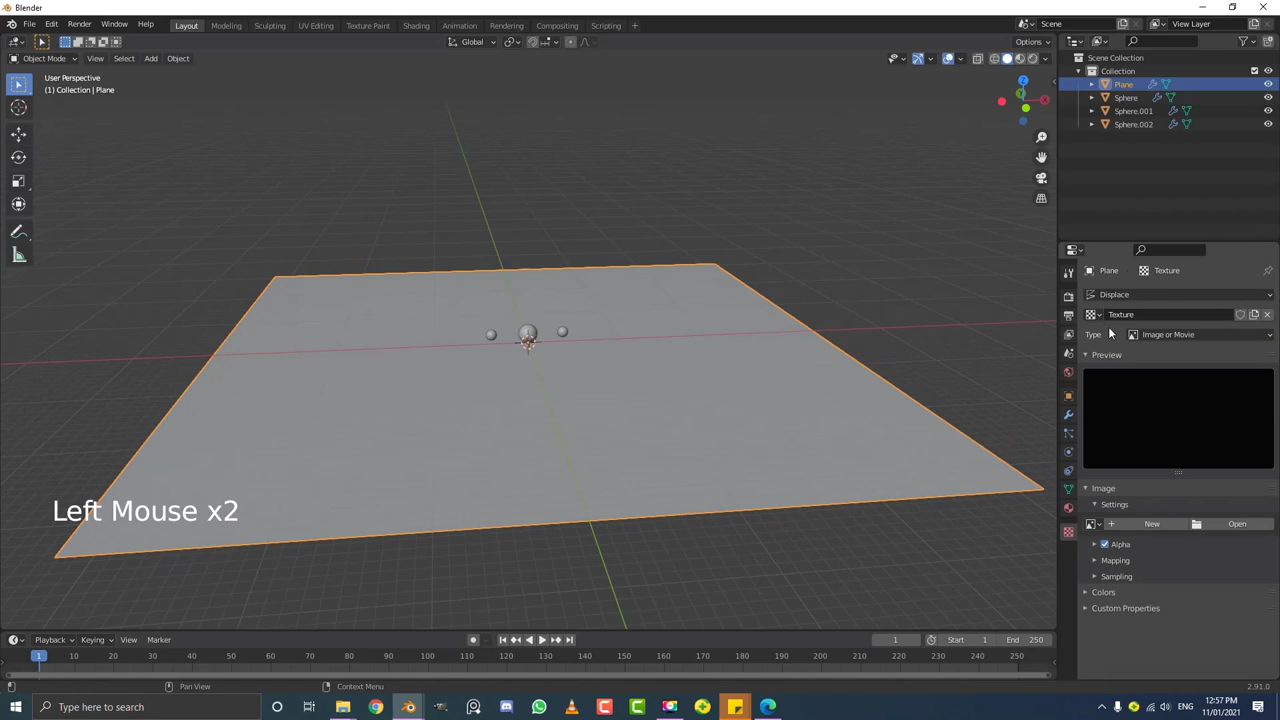 Blender
File Edit Render Window Help
Layout Modeling Sculpting UV Editing Texture Paint Shading Animation Rendering Compositing Scripting +
Scene
View Layer
Global
Options
Object Mode View Select Add Object
User Perspective
(1) Collection | Plane
Z
Y
X
Scene Collection
Collection
Plane
Sphere
Sphere.001
Sphere.002
Plane Texture
Displace
Texture
Type Image or Movie
Preview
Image
Settings
New Open
Alpha
Mapping
Sampling
Colors
Custom Properties
Left Mouse x2
Playback Keying View Marker
1 Start 1 End 250
1 10 20 30 40 50 60 70 80 90 100 110 120 130 140 150 160 170 180 190 200 210 220 230 240 250
Pan View Context Menu 2.91.0
Type here to search
ENG
12:57 PM
11/01/2021